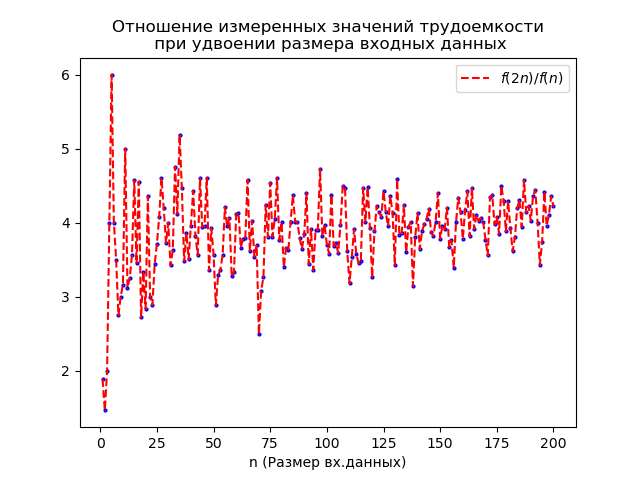 Отношение измеренных значений трудоемкости
при удвоении размера входных данных
f(2n)/f(n)
6
5
4
3
2
0 25 50 75 100 125 150 175 200
n (Размер вх.данных)